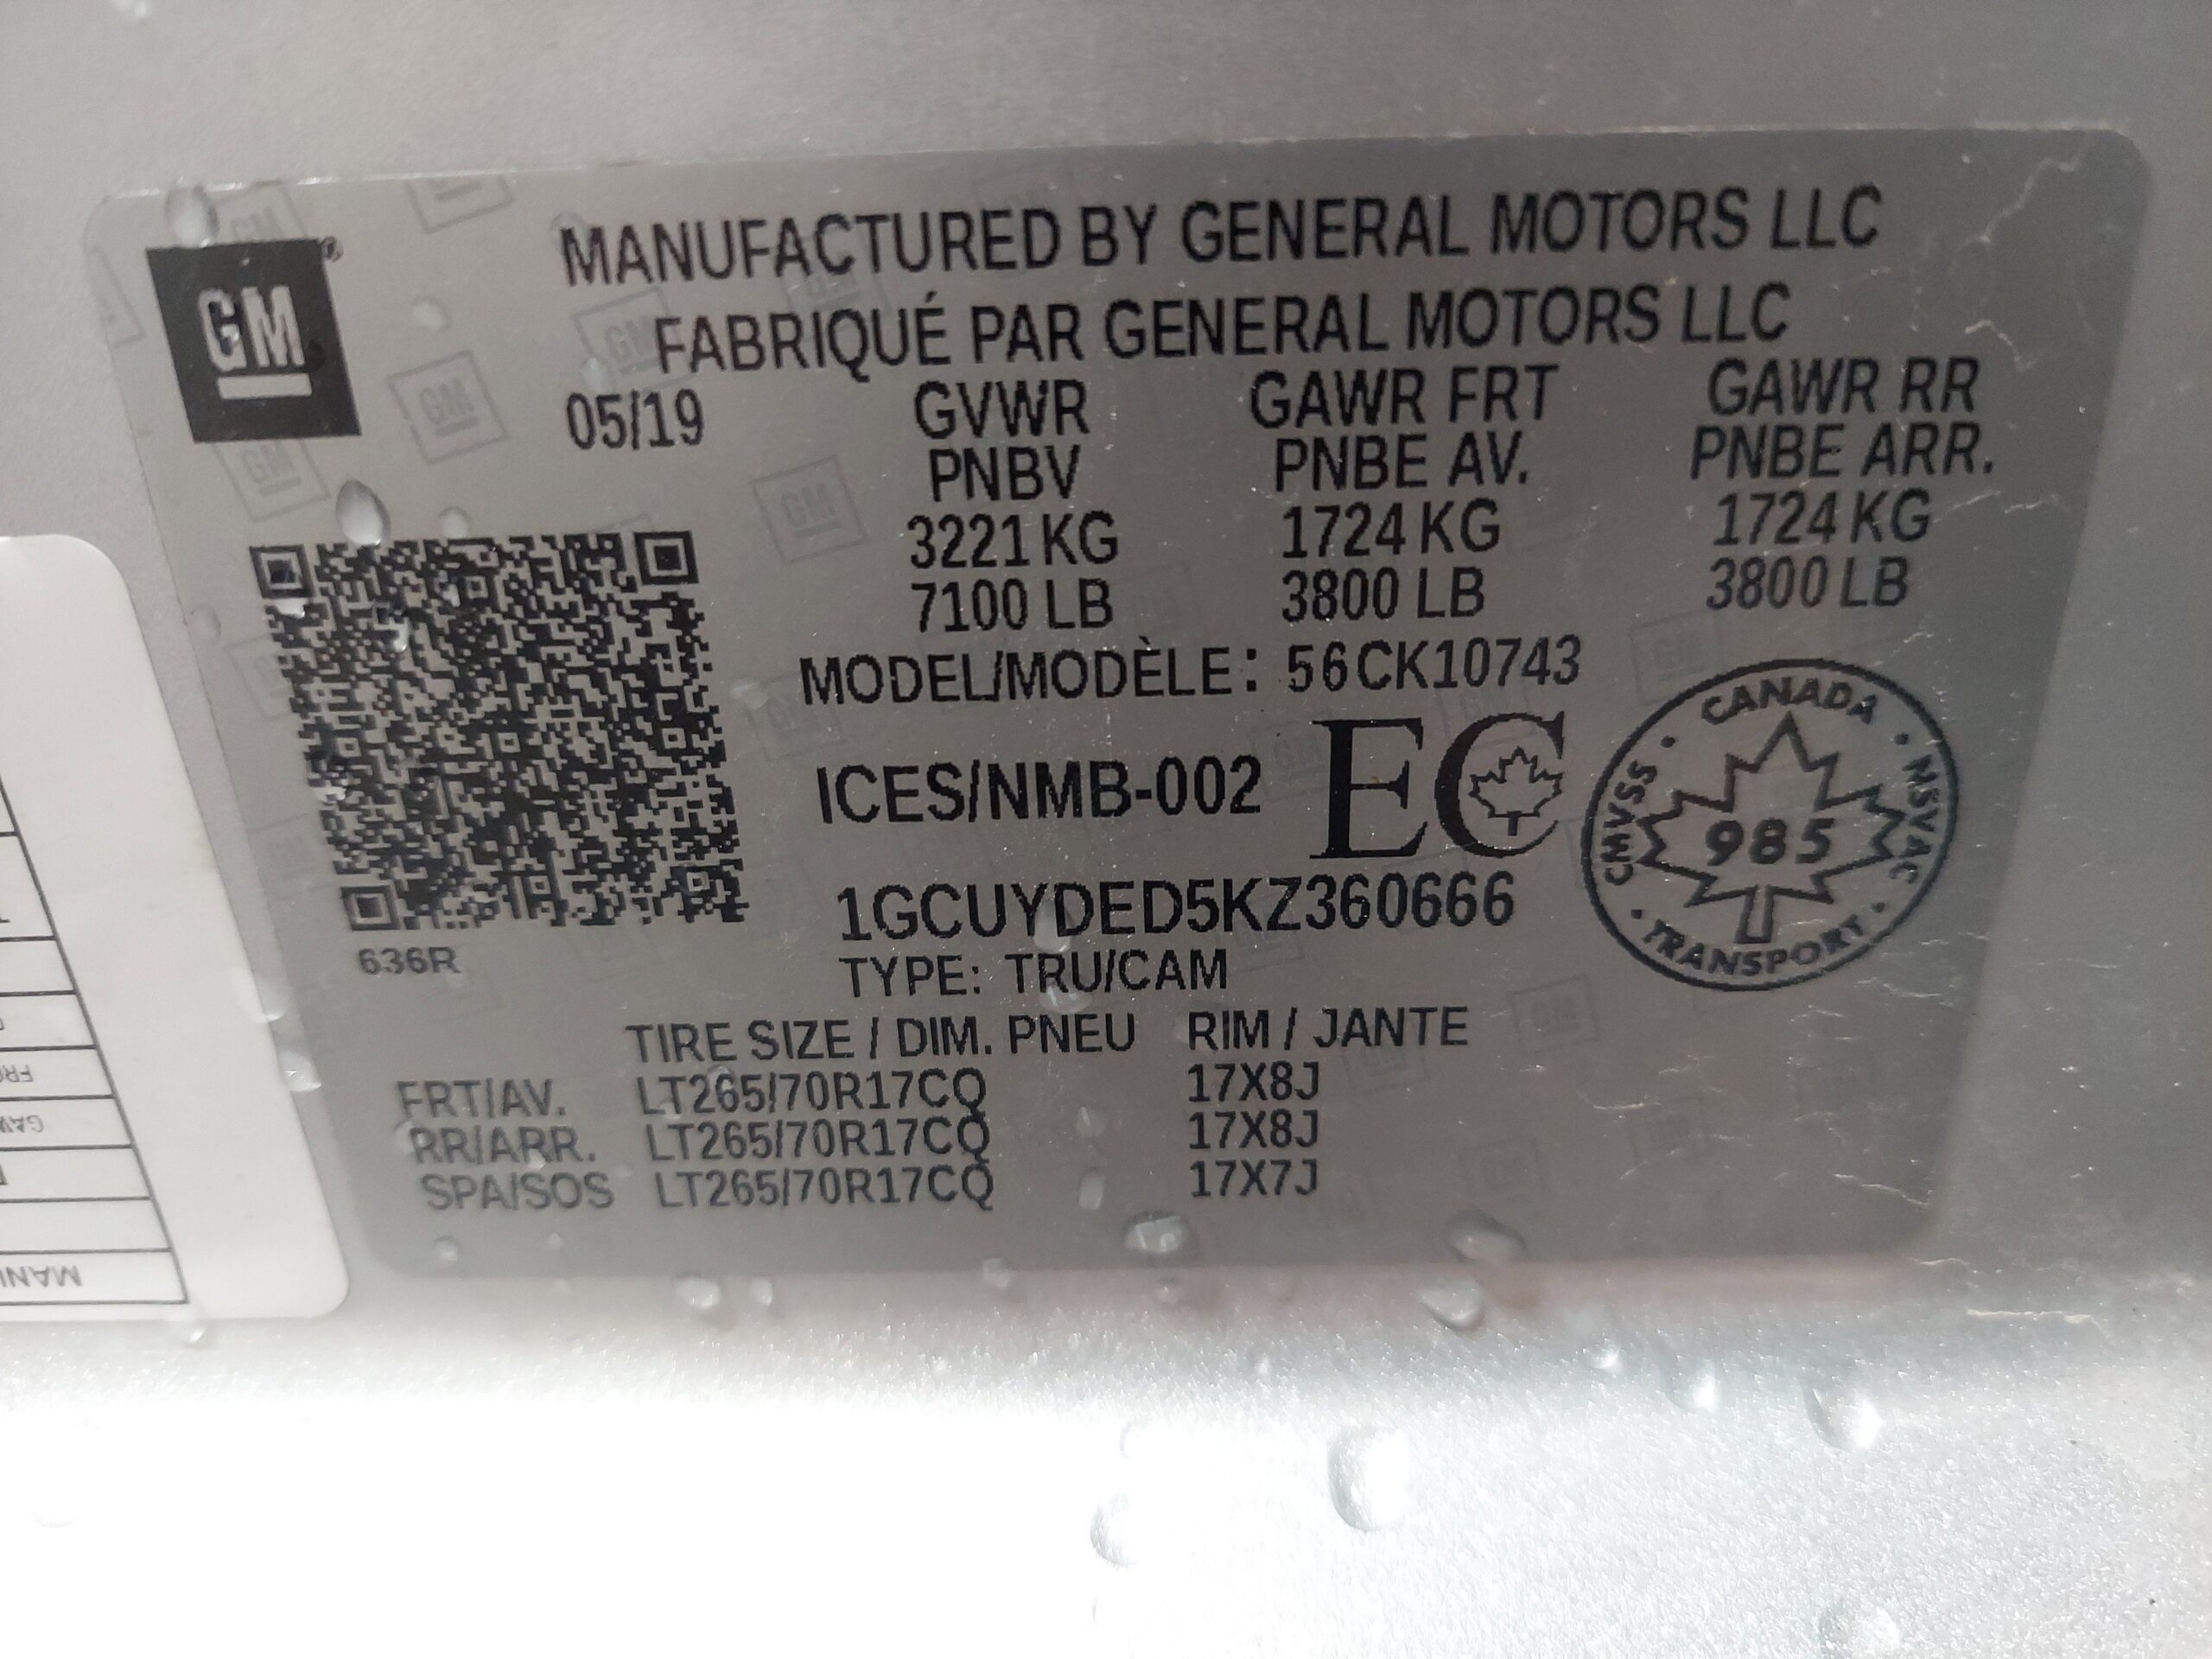 GM®
MANUFACTURED BY GENERAL MOTORS LLC
FABRIQUÉ PAR GENERAL MOTORS LLC
05/19 GVWR GAWR FRT GAWR RR
PNBV PNBE AV. PNBE ARR.
3221 KG 1724 KG 1724 KG
7100 LB 3800 LB 3800 LB
MODEL/MODÈLE: 56CK10743
ICES/NMB-002 EC
CANADA • NSVAC • TRANSPORT • CMVSS •
985
1GCUYDED5KZ360666
636R
TYPE: TRU/CAM
TIRE SIZE / DIM. PNEU RIM / JANTE
FRT/AV. LT265/70R17CQ 17X8J
RR/ARR. LT265/70R17CQ 17X8J
SPA/SOS LT265/70R17CQ 17X7J